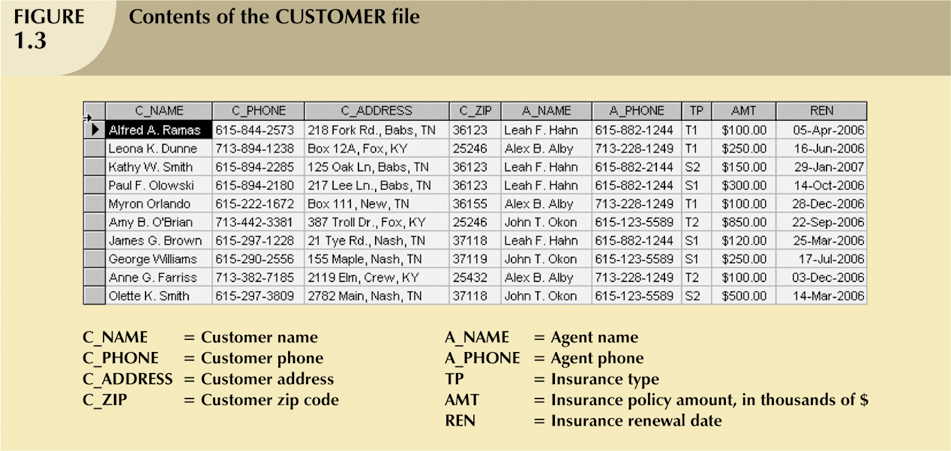 FIGURE 1.3
Contents of the CUSTOMER file
C_NAME C_PHONE C_ADDRESS C_ZIP A_NAME A_PHONE TP AMT REN
Alfred A. Ramas 615-844-2573 218 Fork Rd., Babs, TN 36123 Leah F. Hahn 615-882-1244 T1 $100.00 05-Apr-2006
Leona K. Dunne 713-894-1238 Box 12A, Fox, KY 25246 Alex B. Alby 713-228-1249 T1 $250.00 16-Jun-2006
Kathy W. Smith 615-894-2285 125 Oak Ln, Babs, TN 36123 Leah F. Hahn 615-882-2144 S2 $150.00 29-Jan-2007
Paul F. Olowski 615-894-2180 217 Lee Ln., Babs, TN 36123 Leah F. Hahn 615-882-1244 S1 $300.00 14-Oct-2006
Myron Orlando 615-222-1672 Box 111, New, TN 36155 Alex B. Alby 713-228-1249 T1 $100.00 28-Dec-2006
Amy B. O'Brian 713-442-3381 387 Troll Dr., Fox, KY 25246 John T. Okon 615-123-5589 T2 $850.00 22-Sep-2006
James G. Brown 615-297-1228 21 Tye Rd., Nash, TN 37118 Leah F. Hahn 615-882-1244 S1 $120.00 25-Mar-2006
George Williams 615-290-2556 155 Maple, Nash, TN 37119 John T. Okon 615-123-5589 S1 $250.00 17-Jul-2006
Anne G. Farriss 713-382-7185 2119 Elm, Crew, KY 25432 Alex B. Alby 713-228-1249 T2 $100.00 03-Dec-2006
Olette K. Smith 615-297-3809 2782 Main, Nash, TN 37118 John T. Okon 615-123-5589 S2 $500.00 14-Mar-2006
C_NAME = Customer name
C_PHONE = Customer phone
C_ADDRESS = Customer address
C_ZIP = Customer zip code
A_NAME = Agent name
A_PHONE = Agent phone
TP = Insurance type
AMT = Insurance policy amount, in thousands of $
REN = Insurance renewal date